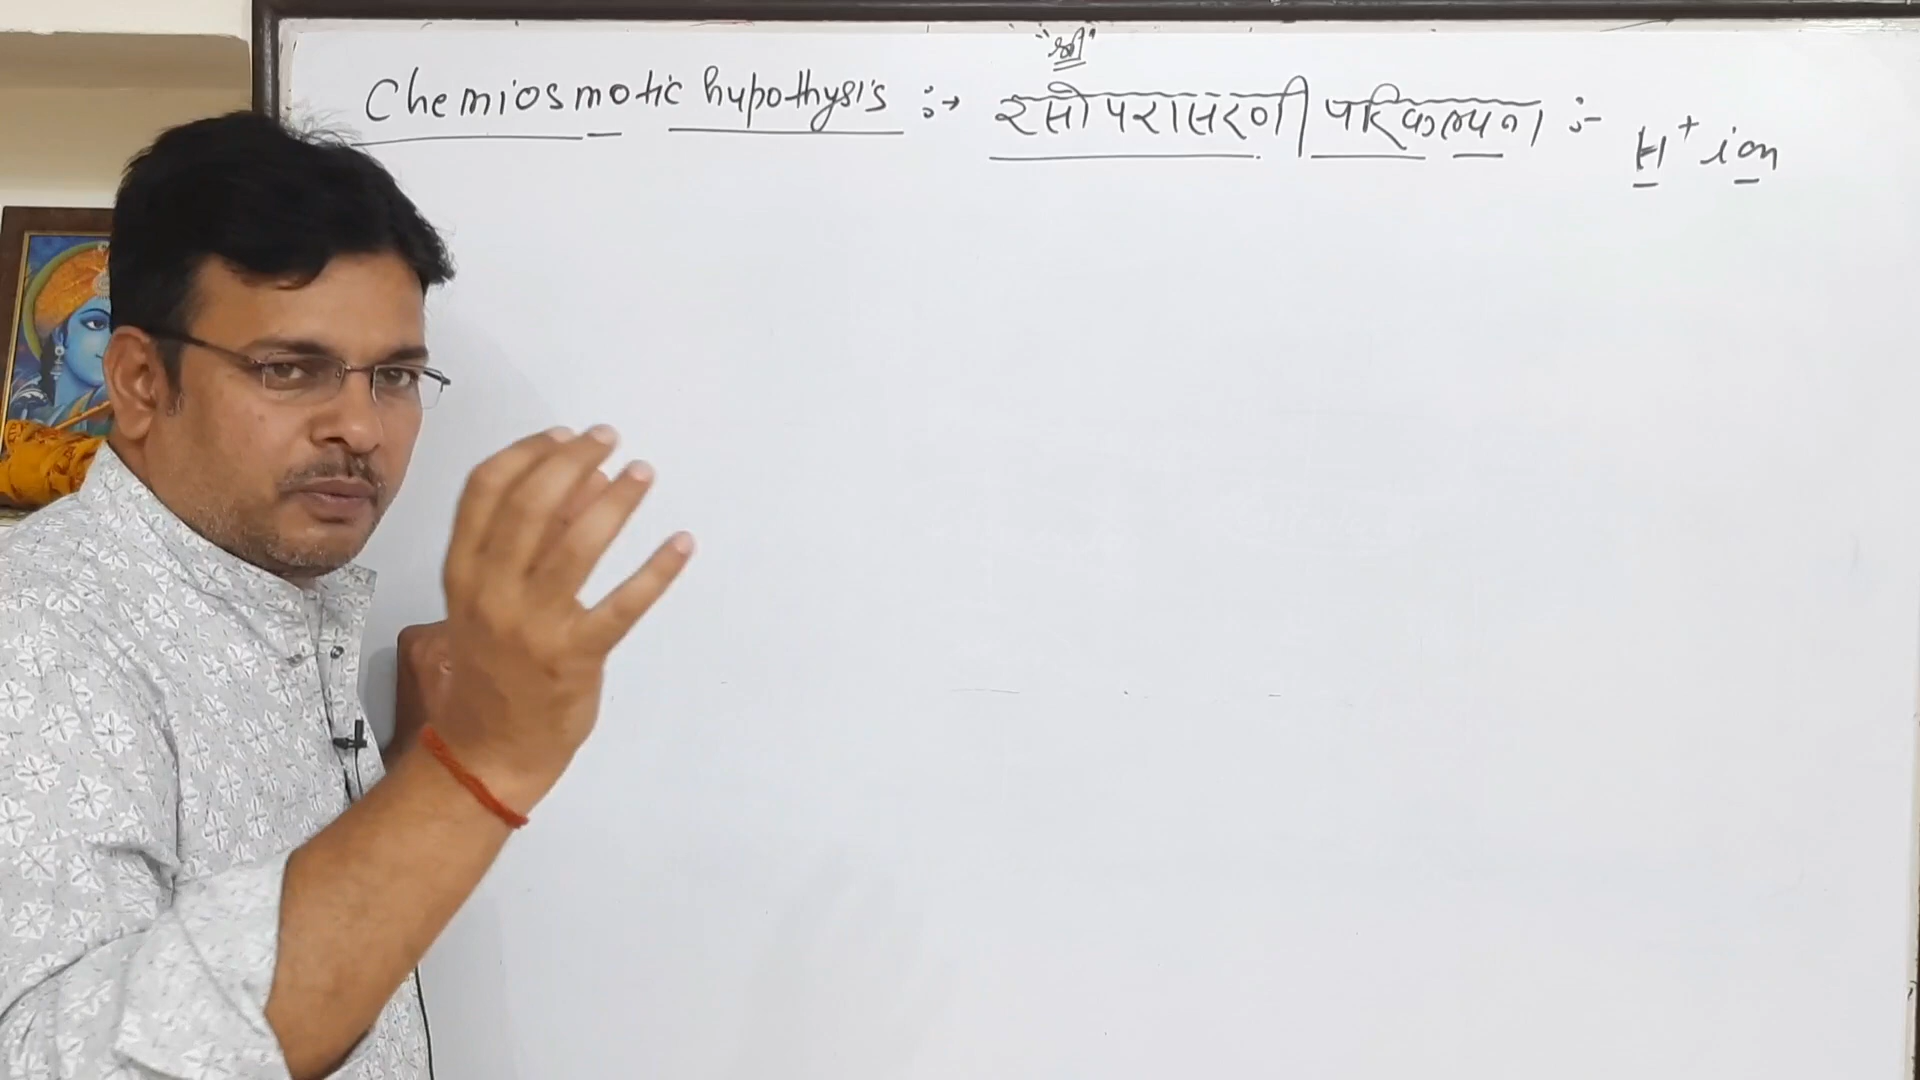 "श्री"
Chemiosmotic hypothysis :→ रसोपरासरणी परिकल्पना :- H⁺ ion